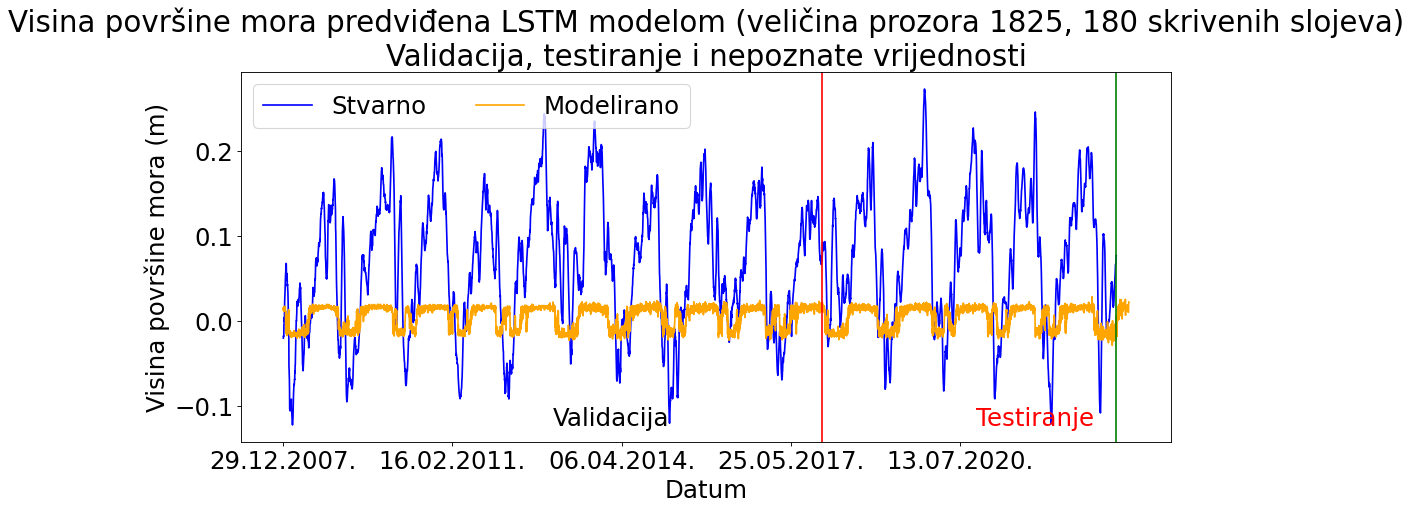 Visina površine mora predviđena LSTM modelom (veličina prozora 1825, 180 skrivenih slojeva)
Validacija, testiranje i nepoznate vrijednosti
Stvarno
Modelirano
Visina površine mora (m)
0.2
0.1
0.0
−0.1
Validacija
Testiranje
29.12.2007.
16.02.2011.
06.04.2014.
25.05.2017.
13.07.2020.
Datum